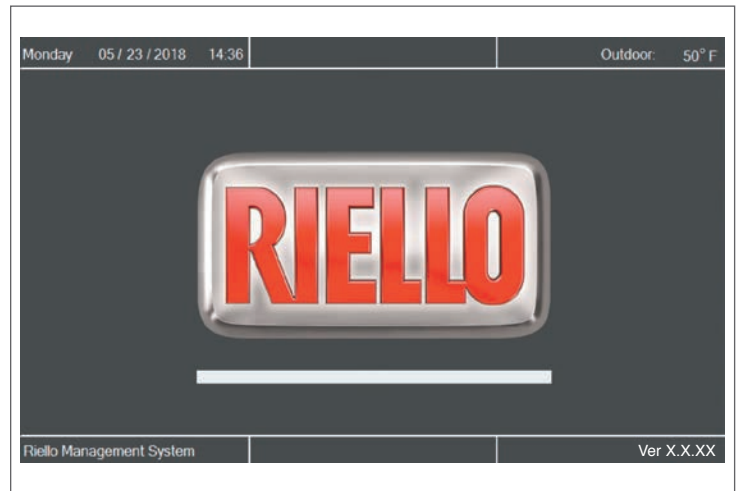 Monday 05 / 23 / 2018 14:36 Outdoor: 50° F
RIELLO
Riello Management System Ver X.X.XX